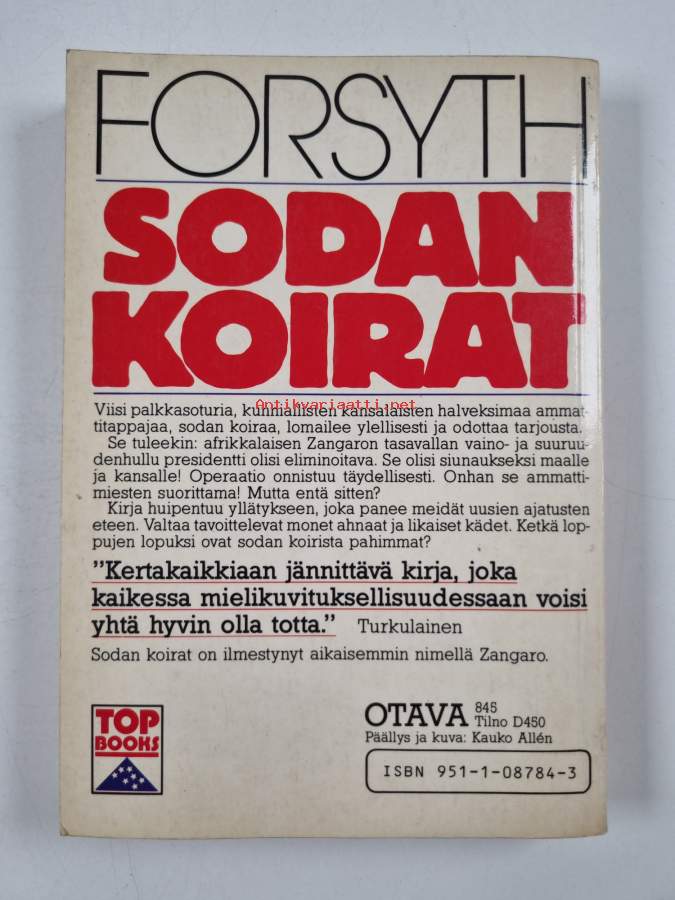 FORSYTH
SODAN
KOIRAT
Antikvariaatti.net
Viisi palkkasoturia, kunniallisten kansalaisten halveksimaa ammat-
titappajaa, sodan koiraa, lomailee ylellisesti ja odottaa tarjousta.
Se tuleekin: afrikkalaisen Zangaron tasavallan vaino- ja suuruu-
denhullu presidentti olisi eliminoitava. Se olisi siunaukseksi maalle
ja kansalle! Operaatio onnistuu täydellisesti. Onhan se ammatti-
miesten suorittama! Mutta entä sitten?
Kirja huipentuu yllätykseen, joka panee meidät uusien ajatusten
eteen. Valtaa tavoittelevat monet ahnaat ja likaiset kädet. Ketkä lop-
pujen lopuksi ovat sodan koirista pahimmat?
”Kertakaikkiaan jännittävä kirja, joka
kaikessa mielikuvituksellisuudessaan voisi
yhtä hyvin olla totta.” Turkulainen
Sodan koirat on ilmestynyt aikaisemmin nimellä Zangaro.
TOP
BOOKS
OTAVA 845
Tilno D450
Päällys ja kuva: Kauko Allén
ISBN 951-1-08784-3